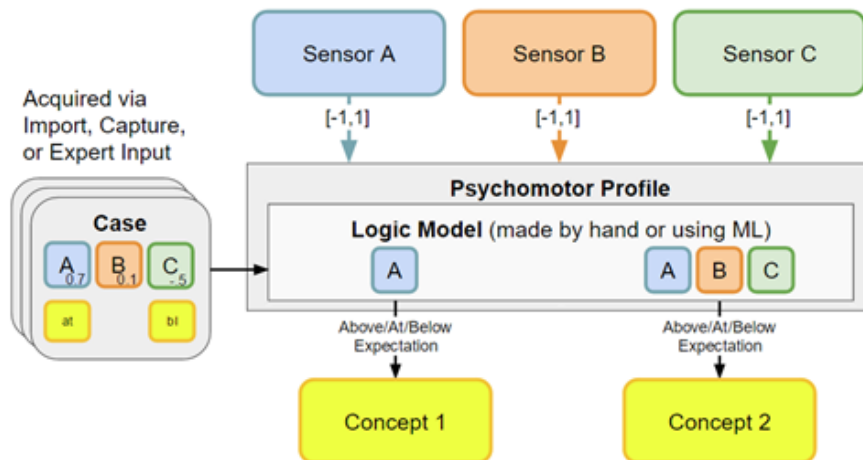 Sensor A
Sensor B
Sensor C
Acquired via
Import, Capture,
or Expert Input
[-1,1]
[-1,1]
[-1,1]
Psychomotor Profile
Logic Model (made by hand or using ML)
Case
A
0.7
B
0.1
C
-.5
at
bl
A
A
B
C
Above/At/Below
Expectation
Above/At/Below
Expectation
Concept 1
Concept 2